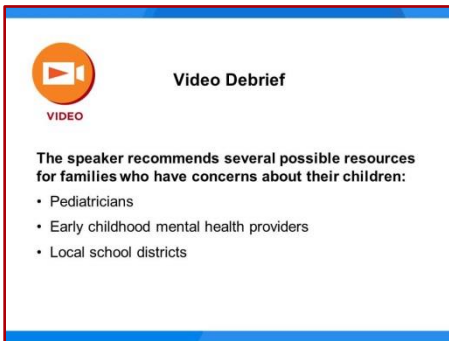 Video Debrief
VIDEO
The speaker recommends several possible resources
for families who have concerns about their children:
• Pediatricians
• Early childhood mental health providers
• Local school districts